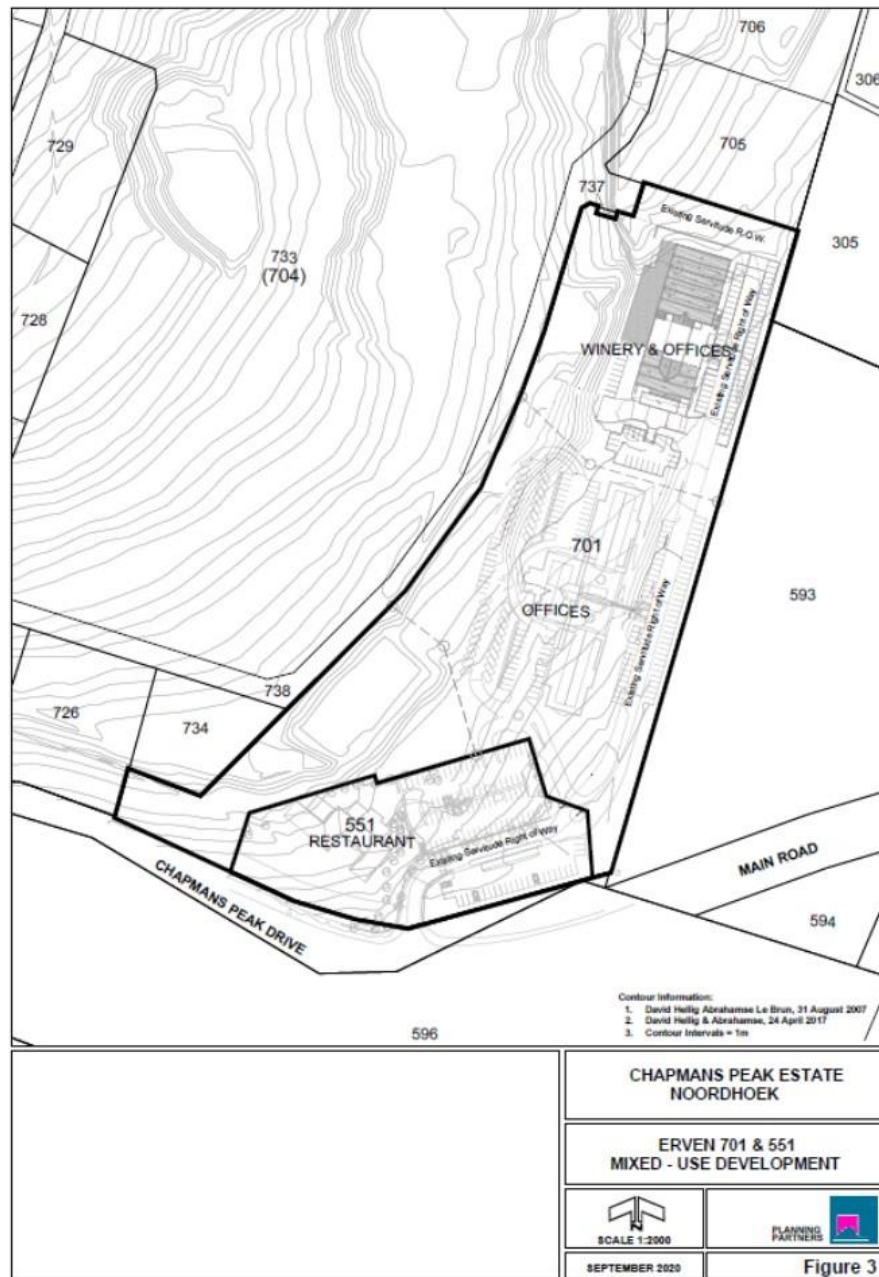 706
306
729
705
737
Existing Servitude R.O.W.
305
733
(704)
728
WINERY & OFFICES
Existing Servitude Right of Way
701
593
OFFICES
Existing Servitude Right of Way
738
726
734
551
RESTAURANT
Existing Servitude Right of Way
MAIN ROAD
CHAPMANS PEAK DRIVE
594
Contour Information:
1. David Hellig Abrahamse Le Brun, 31 August 2007
2. David Hellig & Abrahamse, 24 April 2017
3. Contour Intervals = 1m
596
CHAPMANS PEAK ESTATE
NOORDHOEK
ERVEN 701 & 551
MIXED - USE DEVELOPMENT
N
SCALE 1:2000
PLANNING
PARTNERS
SEPTEMBER 2020
Figure 3